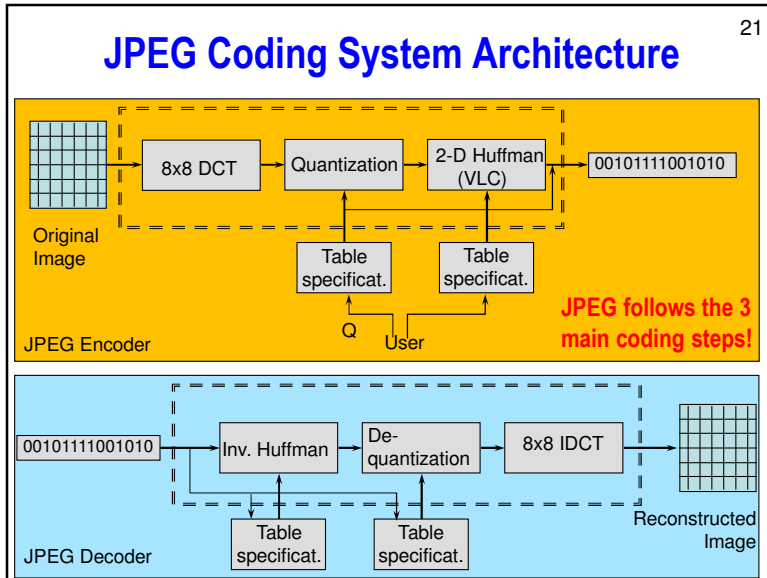 21
JPEG Coding System Architecture
8x8 DCT
Quantization
2-D Huffman
(VLC)
00101111001010
Original
Image
Table
specificat.
Table
specificat.
Q
User
JPEG follows the 3
main coding steps!
JPEG Encoder
00101111001010
Inv. Huffman
De-
quantization
8x8 IDCT
Table
specificat.
Table
specificat.
Reconstructed
Image
JPEG Decoder